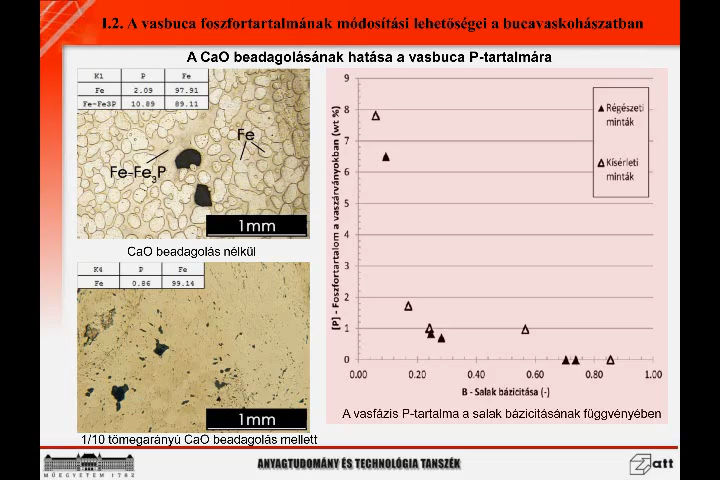 I.2. A vasbuca foszfortartalmának módosítási lehetőségei a bucavaskohászatban
A CaO beadagolásának hatása a vasbuca P-tartalmára
K1 P Fe
Fe 2.09 97.91
Fe-Fe3P 10.89 89.11
Fe
Fe-Fe3P
1mm
CaO beadagolás nélkül
K4 P Fe
Fe 0.86 99.14
1mm
1/10 tömegarányú CaO beadagolás mellett
[P] - Foszfortartalom a vaszárványokban (wt %)
9
8
7
6
5
4
3
2
1
0
0.00 0.20 0.40 0.60 0.80 1.00
B - Salak bázicitása (-)
Régészeti
minták
Kísérleti
minták
A vasfázis P-tartalma a salak bázicitásának függvényében
MŰEGYETEM 1782
ANYAGTUDOMÁNY ÉS TECHNOLÓGIA TANSZÉK
att